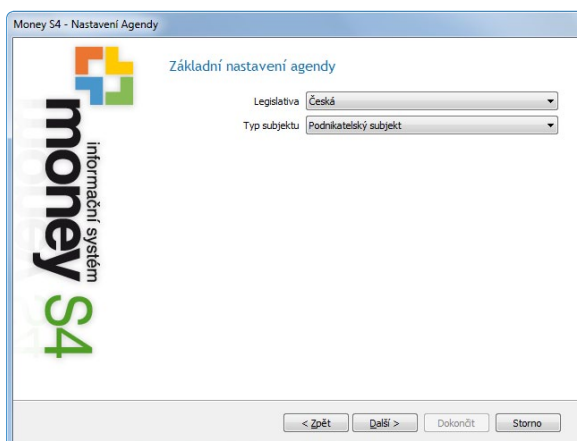 Money S4 - Nastavení Agendy
money S4
informační systém
Základní nastavení agendy
Legislativa Česká
Typ subjektu Podnikatelský subjekt
< Zpět Další > Dokončit Storno